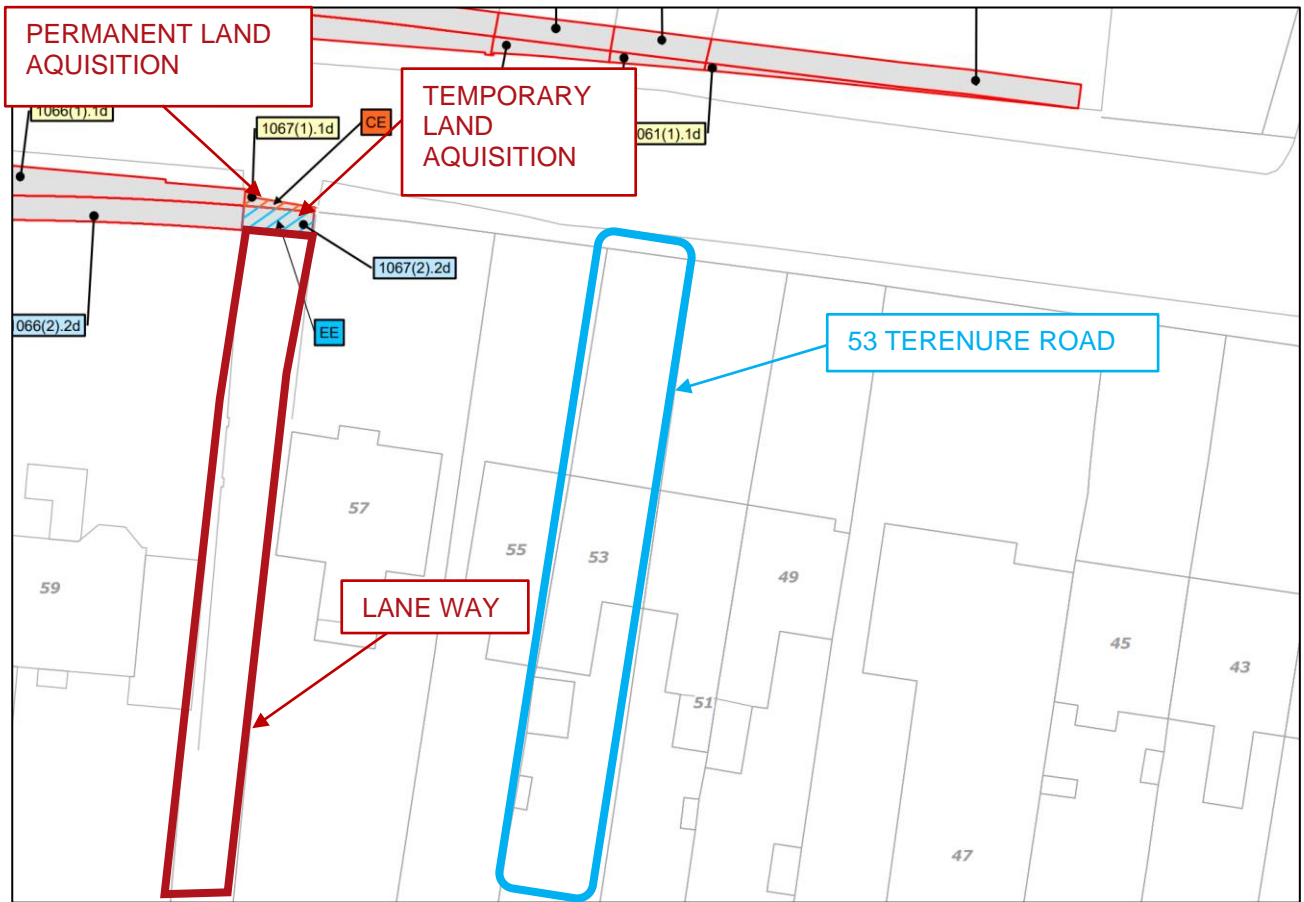 PERMANENT LAND
AQUISITION
TEMPORARY
LAND
AQUISITION
1066(1).1d
1067(1).1d
CE
061(1).1d
1067(2).2d
066(2).2d
EE
53 TERENURE ROAD
LANE WAY
59
57
55
53
51
49
47
45
43